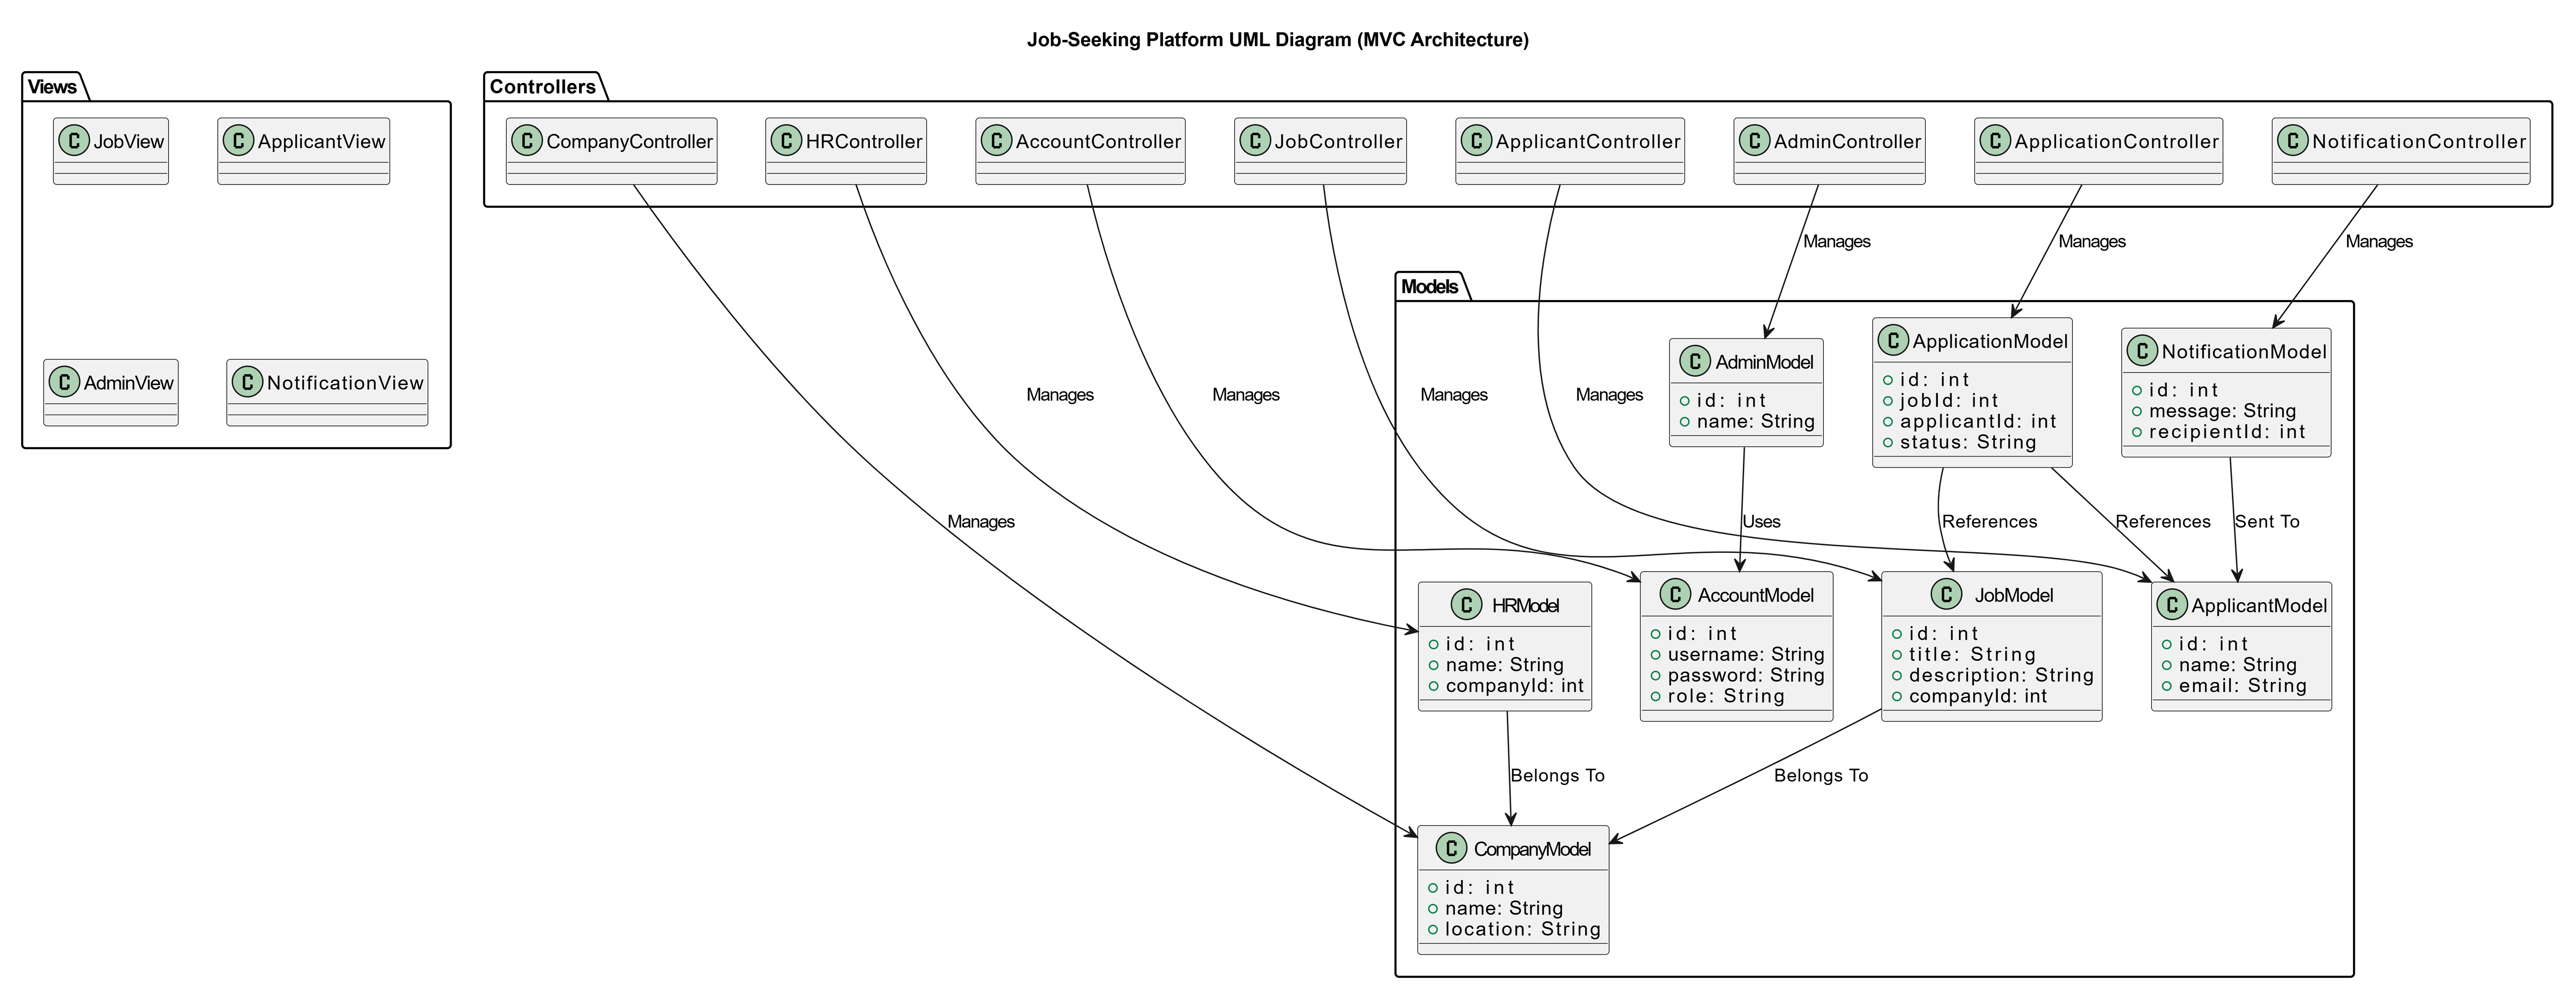 Job-Seeking Platform UML Diagram (MVC Architecture)
Views
C JobView
C ApplicantView
C AdminView
C NotificationView
Controllers
C CompanyController
C HRController
C AccountController
C JobController
C ApplicantController
C AdminController
C ApplicationController
C NotificationController
Manages
Manages
Manages
Models
C AdminModel
id: int
name: String
C ApplicationModel
id: int
jobId: int
applicantId: int
status: String
C NotificationModel
id: int
message: String
recipientId: int
Manages
Manages
Manages
Manages
Manages
Uses
References
References
Sent To
C HRModel
id: int
name: String
companyId: int
C AccountModel
id: int
username: String
password: String
role: String
C JobModel
id: int
title: String
description: String
companyId: int
C ApplicantModel
id: int
name: String
email: String
Belongs To
Belongs To
C CompanyModel
id: int
name: String
location: String